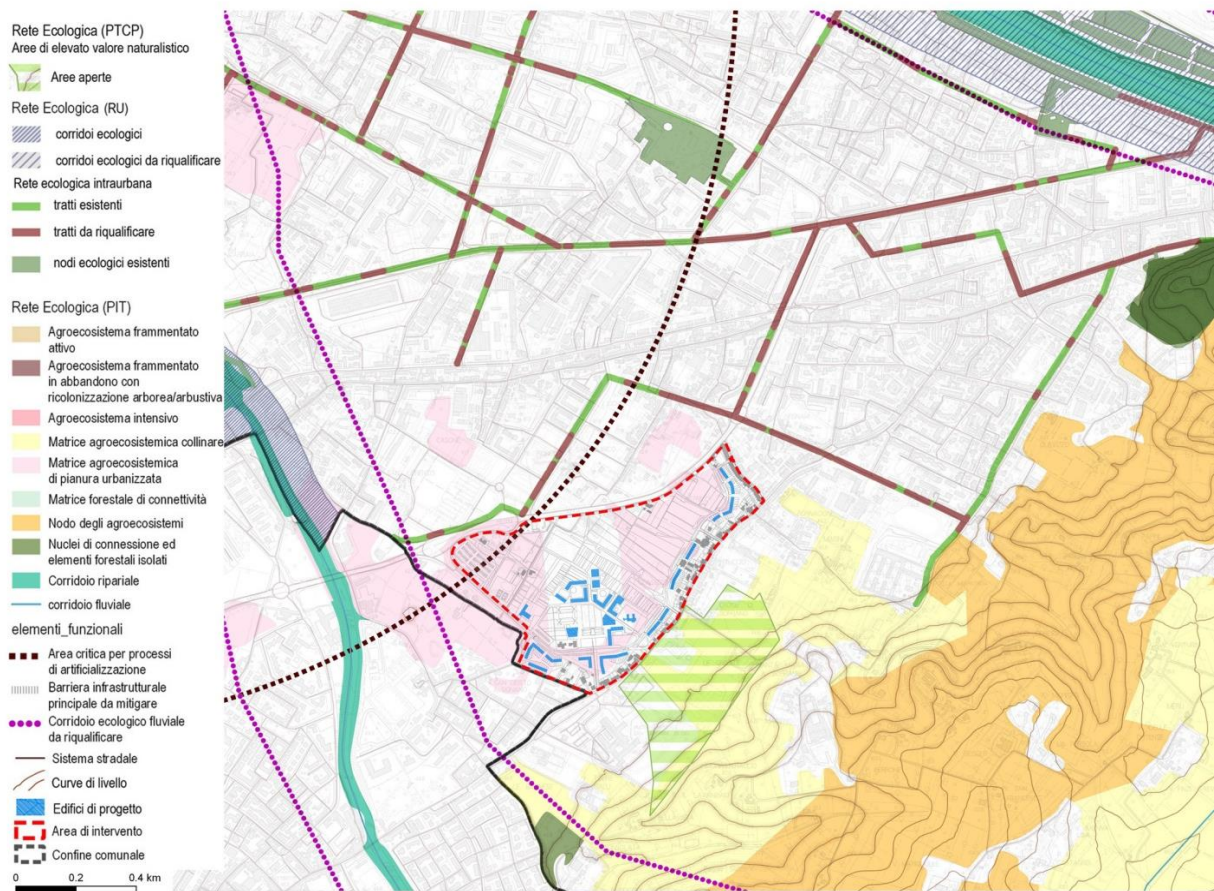 Rete Ecologica (PTCP)
Aree di elevato valore naturalistico
Aree aperte
Rete Ecologica (RU)
corridoi ecologici
corridoi ecologici da riqualificare
Rete ecologica intraurbana
tratti esistenti
tratti da riqualificare
nodi ecologici esistenti
Rete Ecologica (PIT)
Agroecosistema frammentato
attivo
Agroecosistema frammentato
in abbandono con
ricolonizzazione arborea/arbustiva
Agroecosistema intensivo
Matrice agroecosistemica collinare
Matrice agroecosistemica
di pianura urbanizzata
Matrice forestale di connettività
Nodo degli agroecosistemi
Nuclei di connessione ed
elementi forestali isolati
Corridoio ripariale
corridoio fluviale
elementi_funzionali
Area critica per processi
di artificializzazione
Barriera infrastrutturale
principale da mitigare
Corridoio ecologico fluviale
da riqualificare
Sistema stradale
Curve di livello
Edifici di progetto
Area di intervento
Confine comunale
0 0.2 0.4 km